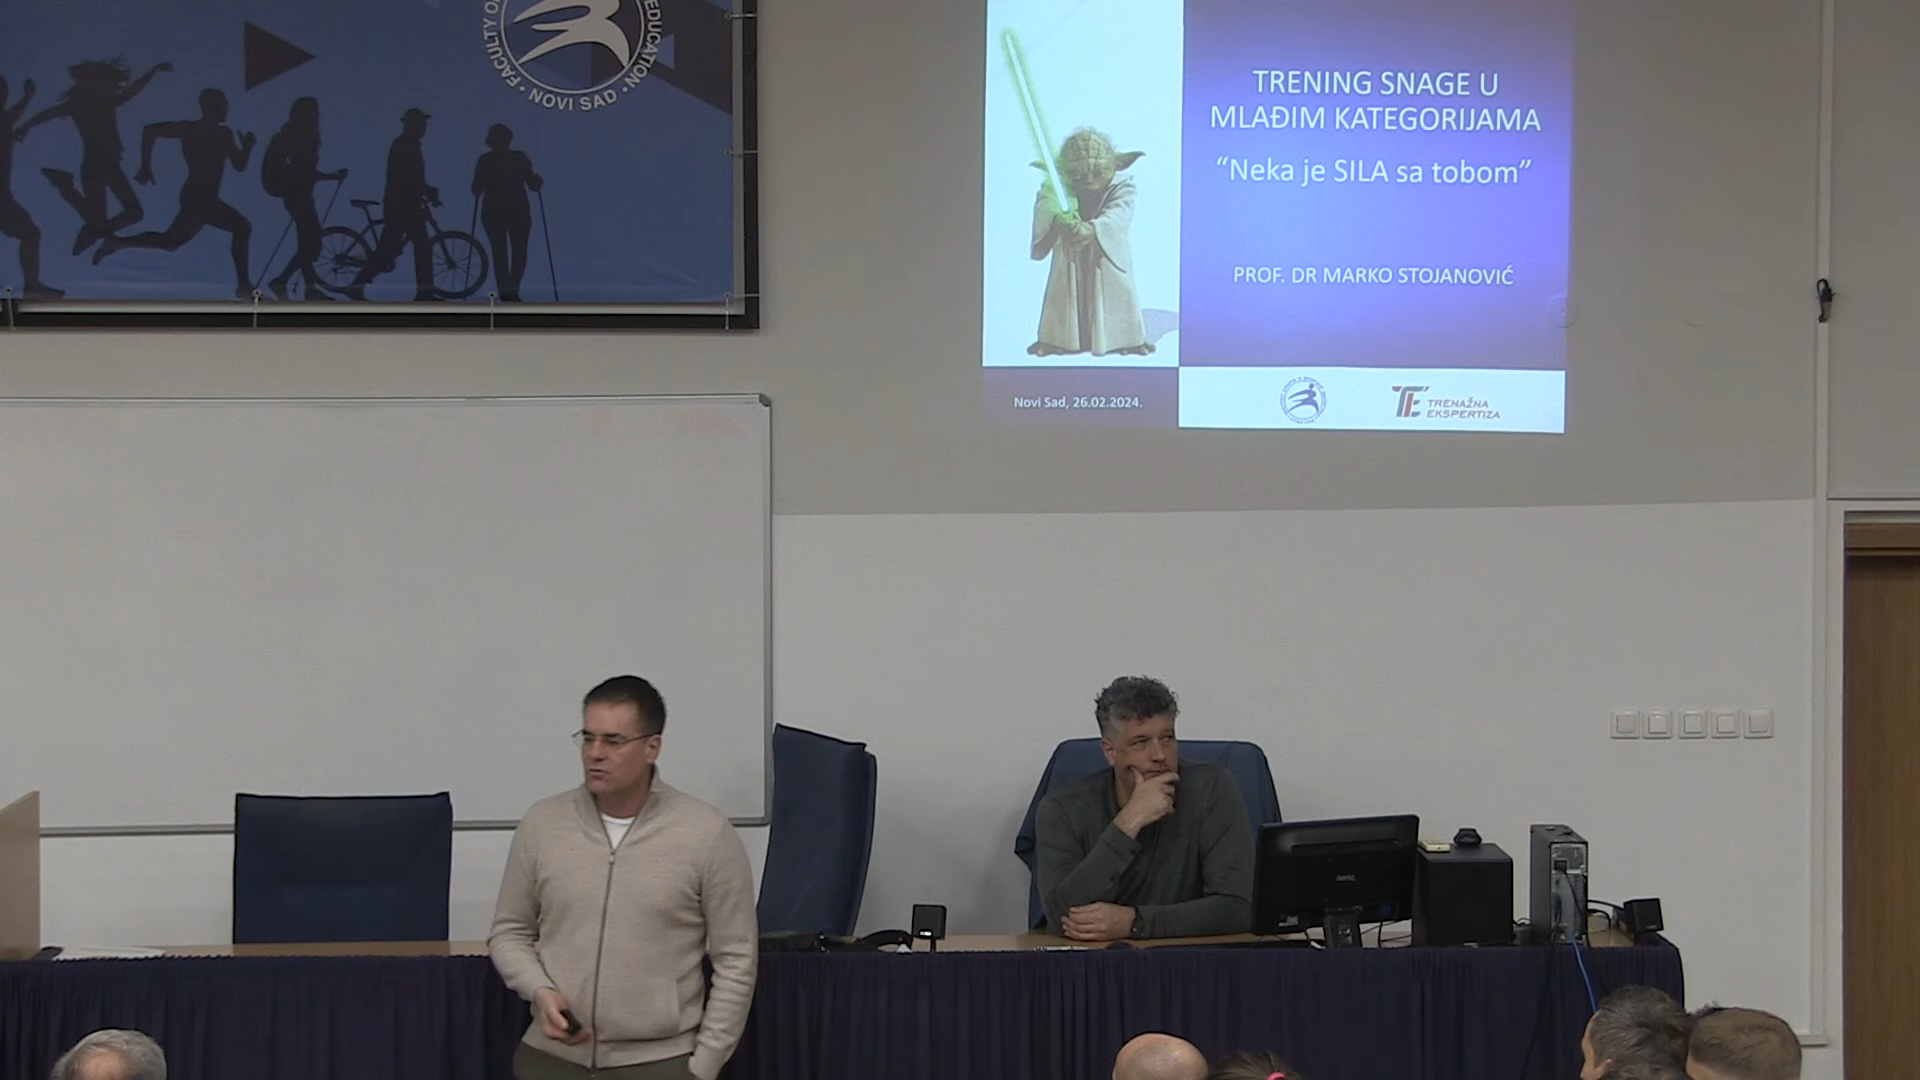 FACULTY O
EDUCATION
• NOVI SAD •
TRENING SNAGE U
MLAĐIM KATEGORIJAMA
“Neka je SILA sa tobom”
PROF. DR MARKO STOJANOVIĆ
Novi Sad, 26.02.2024.
TRENAŽNA
EKSPERTIZA
BenQ